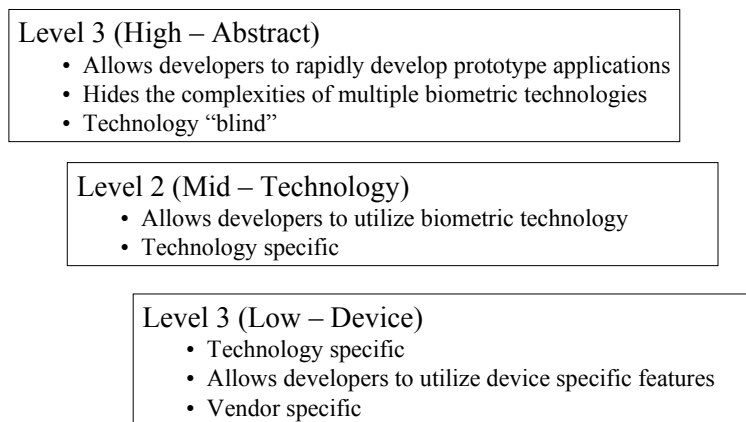 Level 3 (High – Abstract)
• Allows developers to rapidly develop prototype applications
• Hides the complexities of multiple biometric technologies
• Technology “blind”
Level 2 (Mid – Technology)
• Allows developers to utilize biometric technology
• Technology specific
Level 3 (Low – Device)
• Technology specific
• Allows developers to utilize device specific features
• Vendor specific